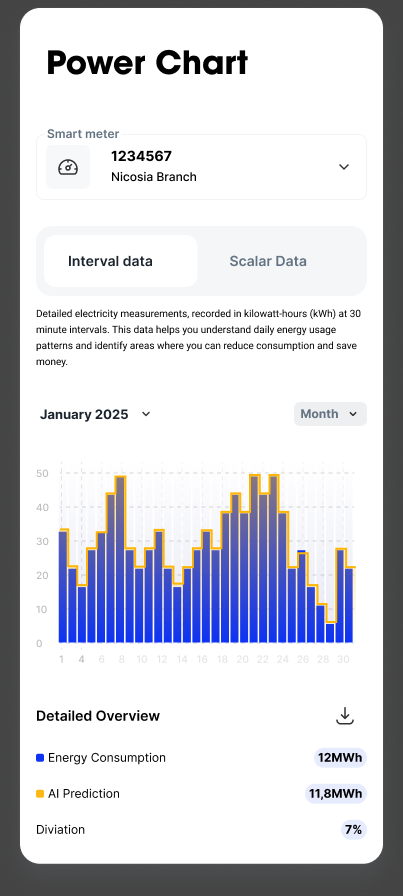 Power Chart
Smart meter
1234567
Nicosia Branch
Interval data
Scalar Data
Detailed electricity measurements, recorded in kilowatt-hours (kWh) at 30
minute intervals. This data helps you understand daily energy usage
patterns and identify areas where you can reduce consumption and save
money.
January 2025
Month
50
40
30
20
10
0
1 4 6 8 10 12 14 16 18 20 22 24 26 28 30
Detailed Overview
Energy Consumption 12MWh
AI Prediction 11,8MWh
Diviation 7%